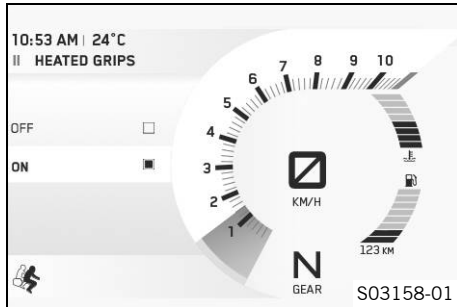 10:53 AM | 24°C
II HEATED GRIPS
OFF
ON
1
2
3
4
5
6
7
8
9
10
0
KM/H
N
GEAR
123 KM
S03158-01